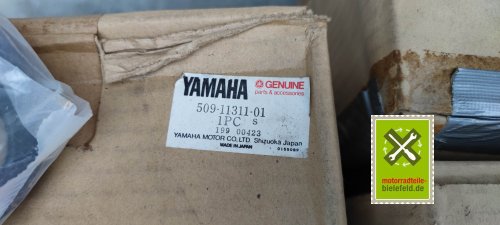 YAMAHA
GENUINE
parts & accessories
509-11311-01
1PC S
199 00423
YAMAHA MOTOR CO.,LTD. Shizuoka Japan
MADE IN JAPAN
motorradteile-
bielefeld.de